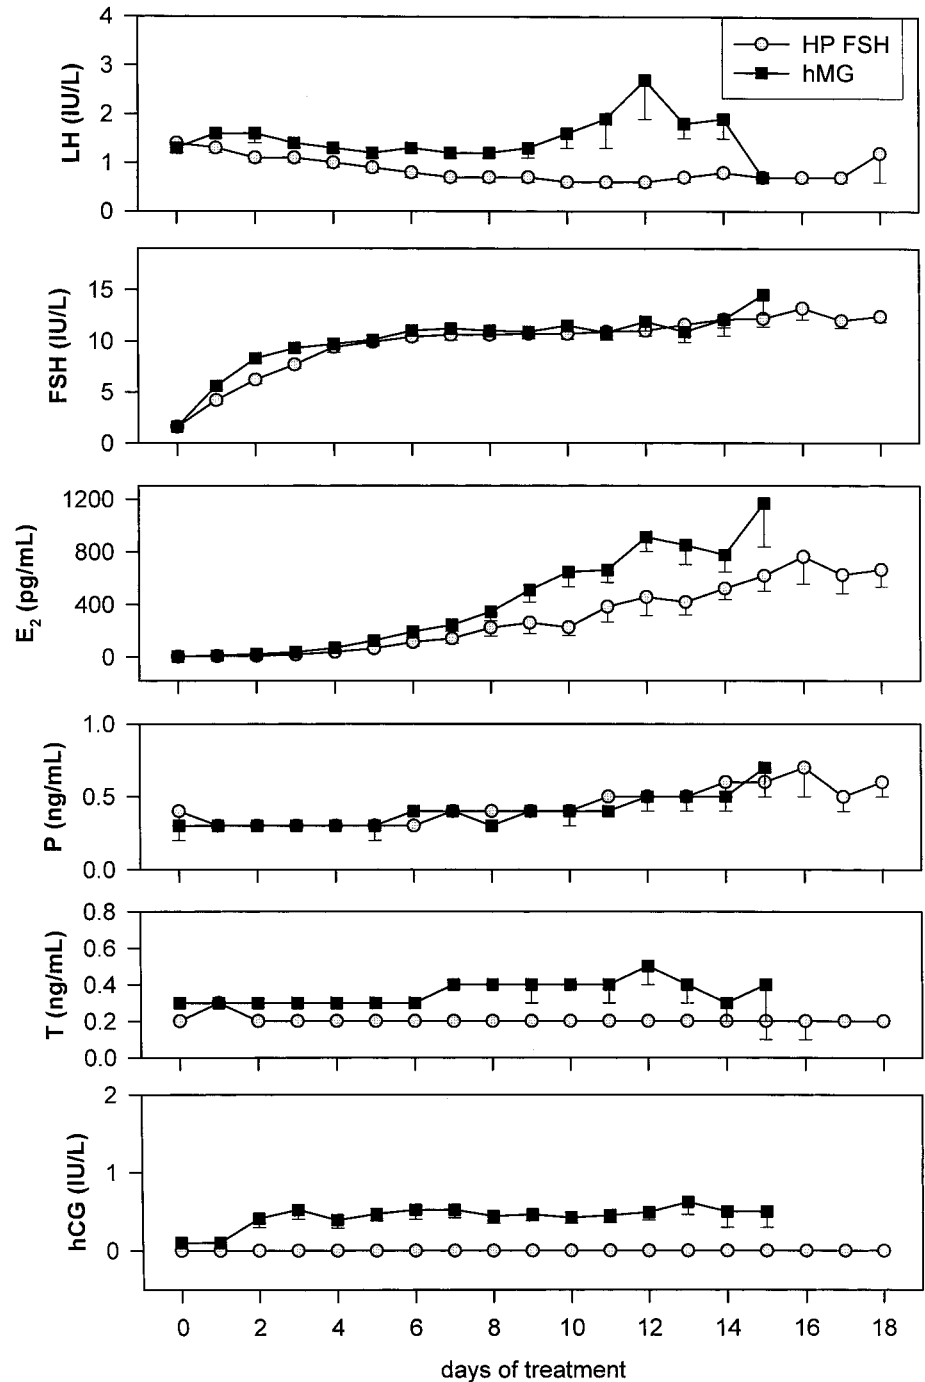 4
3
2
1
0
LH (IU/L)
HP FSH
hMG
15
10
5
0
FSH (IU/L)
1200
800
400
0
E2 (pg/mL)
1.0
0.5
0.0
P (ng/mL)
0.8
0.6
0.4
0.2
0.0
T (ng/mL)
2
1
0
hCG (IU/L)
0 2 4 6 8 10 12 14 16 18
days of treatment